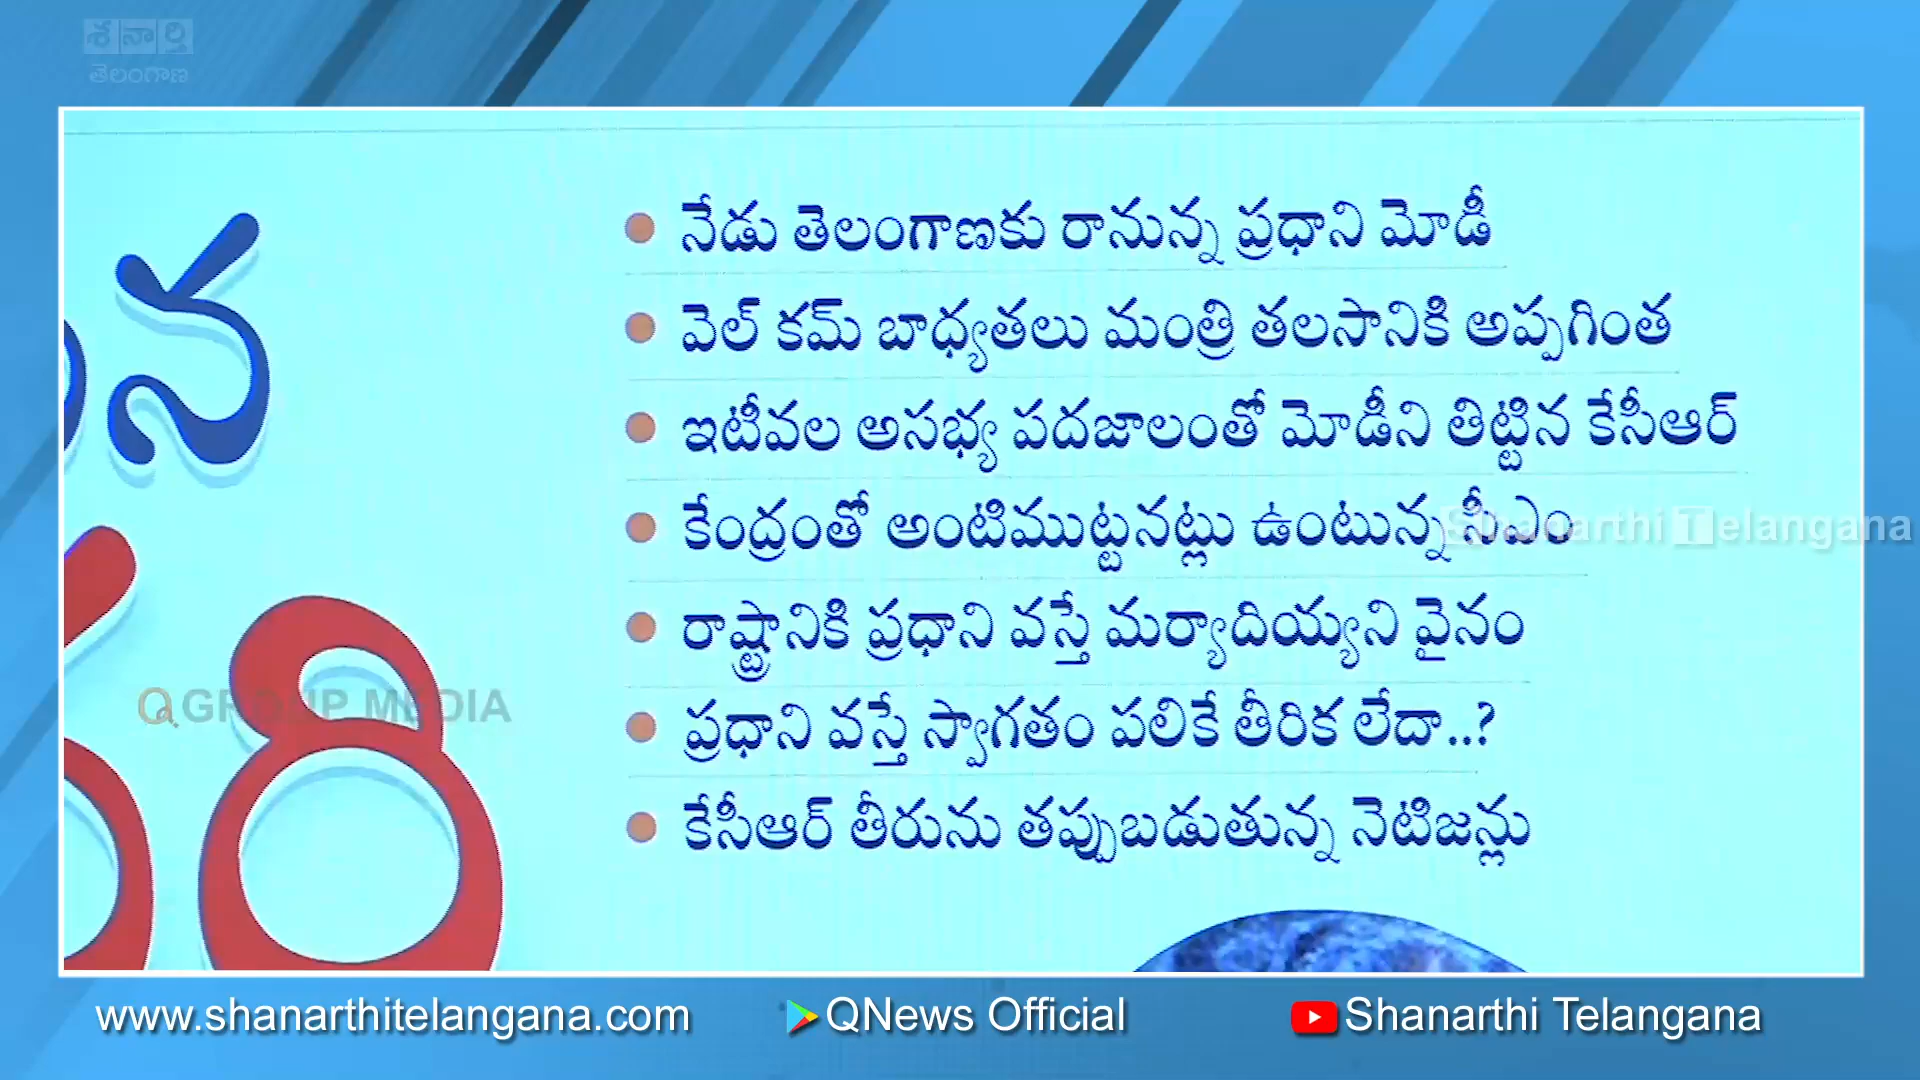 శనార్తి
తెలంగాణ
న
రి
• నేడు తెలంగాణకు రానున్న ప్రధాని మోడీ
• వెల్ కమ్ బాధ్యతలు మంత్రి తలసానికి అప్పగింత
• ఇటీవల అసభ్య పదజాలంతో మోడీని తిట్టిన కేసీఆర్
• కేంద్రంతో అంటిముట్టనట్లు ఉంటున్న సీఎం
Shanarthi Telangana
• రాష్ట్రానికి ప్రధాని వస్తే మర్యాదియ్యని వైనం
Q GROUP MEDIA
• ప్రధాని వస్తే స్వాగతం పలికే తీరిక లేదా..?
• కేసీఆర్ తీరును తప్పుబడుతున్న నెటిజన్లు
www.shanarthitelangana.com
QNews Official
Shanarthi Telangana